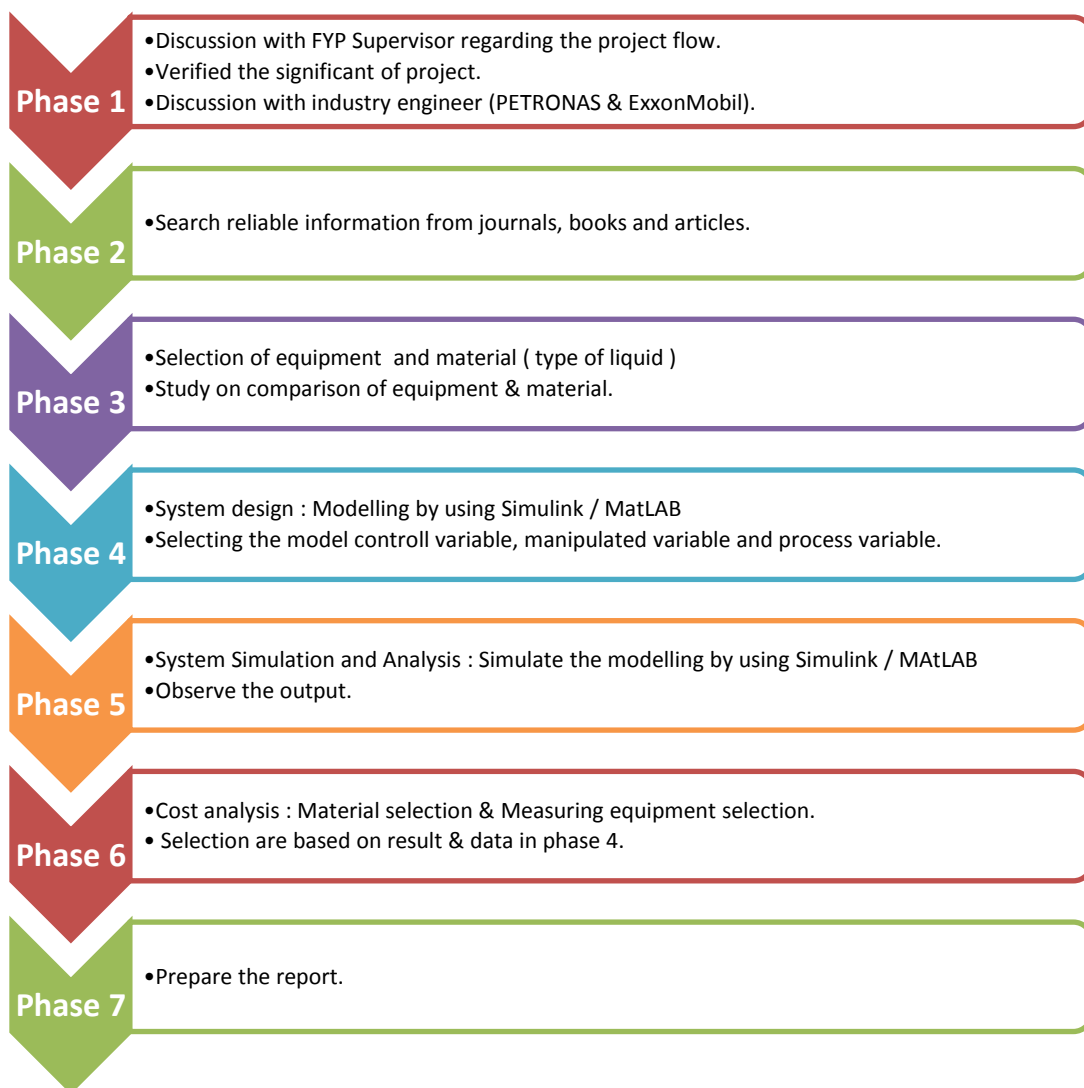 •Discussion with FYP Supervisor regarding the project flow.
•Verified the significant of project.
Phase 1
•Discussion with industry engineer (PETRONAS & ExxonMobil).
•Search reliable information from journals, books and articles.
Phase 2
•Selection of equipment and material ( type of liquid )
•Study on comparison of equipment & material.
Phase 3
•System design : Modelling by using Simulink / MatLAB
•Selecting the model controll variable, manipulated variable and process variable.
Phase 4
•System Simulation and Analysis : Simulate the modelling by using Simulink / MAtLAB
•Observe the output.
Phase 5
•Cost analysis : Material selection & Measuring equipment selection.
• Selection are based on result & data in phase 4.
Phase 6
•Prepare the report.
Phase 7